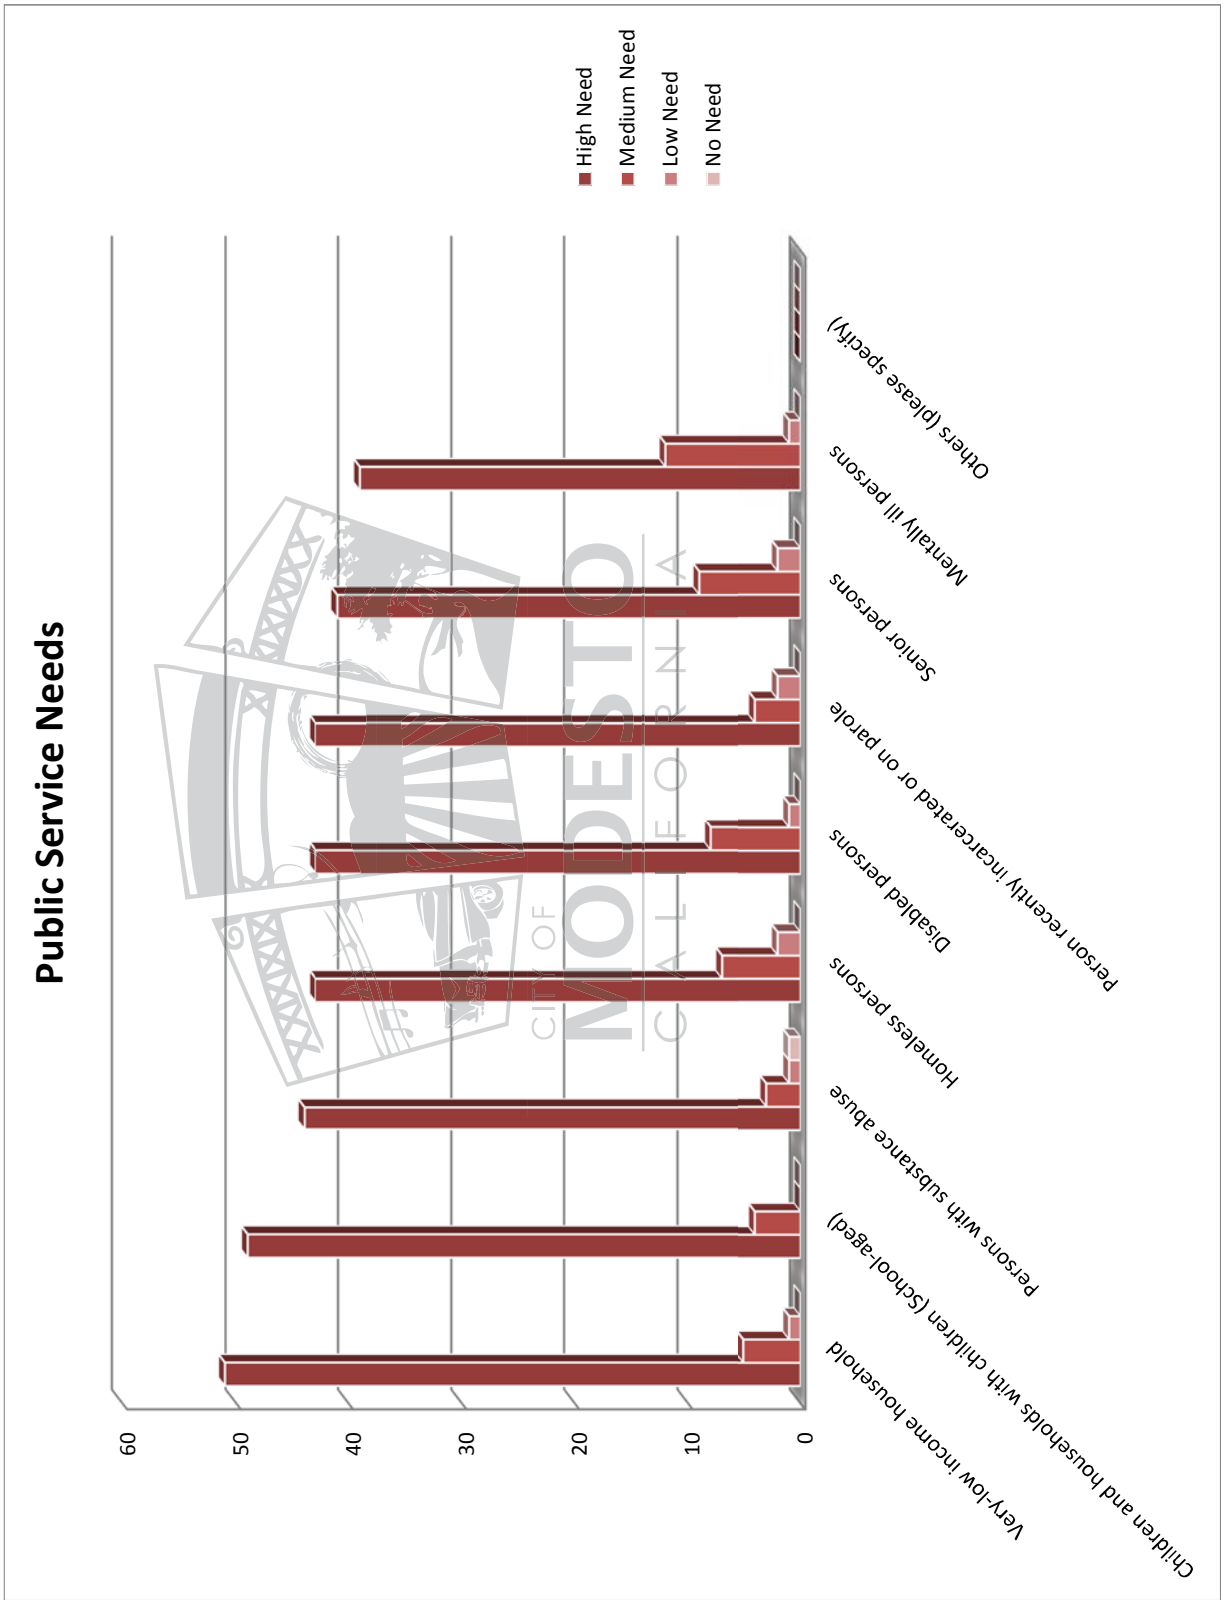 Public Service Needs
60
50
40
30
20
10
0
Very-low income household
Children and households with children (School-aged)
Persons with substance abuse
Homeless persons
Disabled persons
Person recently incarcerated or on parole
Senior persons
Mentally ill persons
Others (please specify)
High Need
Medium Need
Low Need
No Need
CITY OF
MODESTO
CALIFORNIA